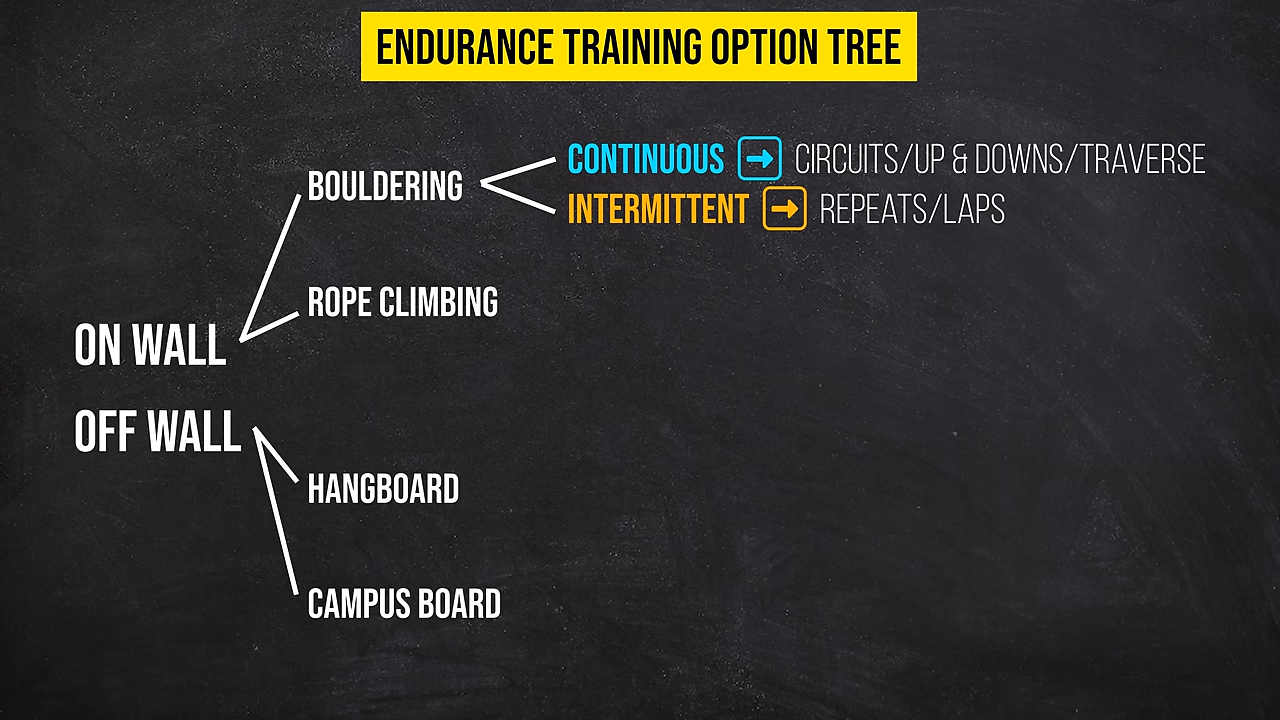 ENDURANCE TRAINING OPTION TREE
CONTINUOUS ➡ CIRCUITS/UP & DOWNS/TRAVERSE
BOULDERING
INTERMITTENT ➡ REPEATS/LAPS
ROPE CLIMBING
ON WALL
OFF WALL
HANGBOARD
CAMPUS BOARD